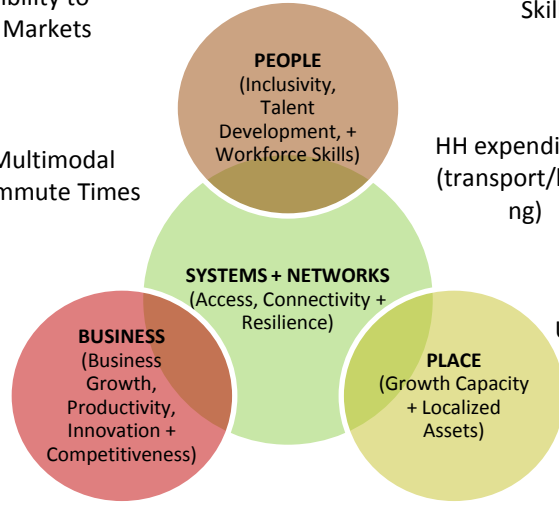 to
Markets
PEOPLE
(Inclusivity,
Talent
Development, +
Workforce Skills)
Multimodal
Commute Times
HH
(transport/
ng)
SYSTEMS + NETWORKS
(Access, Connectivity +
Resilience)
BUSINESS
(Business
Growth,
Productivity,
Innovation +
Competitiveness)
PLACE
(Growth Capacity
+ Localized
Assets)